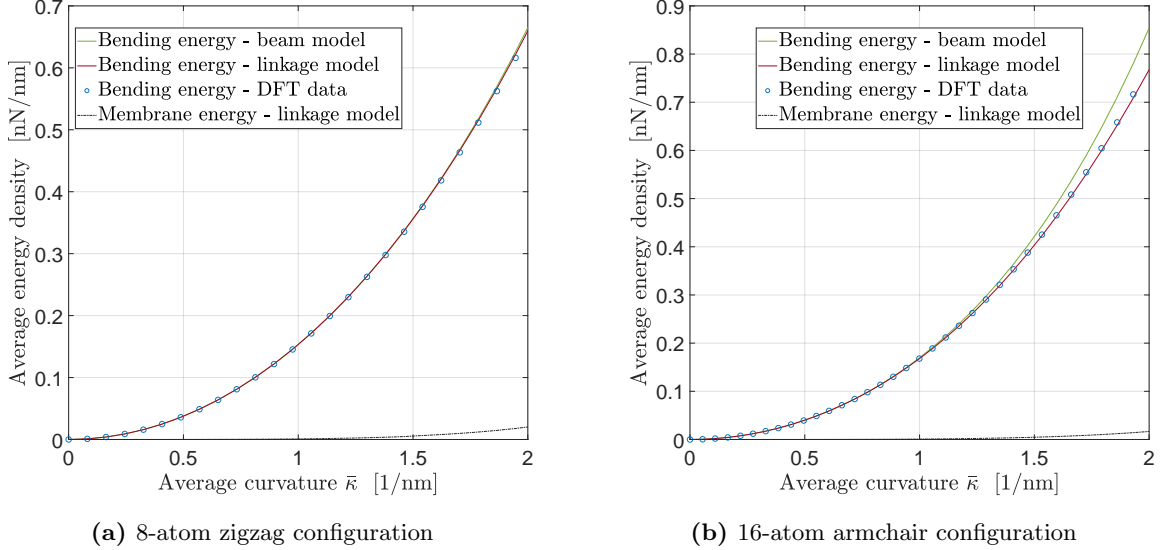 Average energy density [nN/nm]
0.7
0.6
0.5
0.4
0.3
0.2
0.1
0
Bending energy - beam model
Bending energy - linkage model
Bending energy - DFT data
Membrane energy - linkage model
0 0.5 1 1.5 2
Average curvature κ̄ [1/nm]
(a) 8-atom zigzag configuration
Average energy density [nN/nm]
0.9
0.8
0.7
0.6
0.5
0.4
0.3
0.2
0.1
0
Bending energy - beam model
Bending energy - linkage model
Bending energy - DFT data
Membrane energy - linkage model
0 0.5 1 1.5 2
Average curvature κ̄ [1/nm]
(b) 16-atom armchair configuration